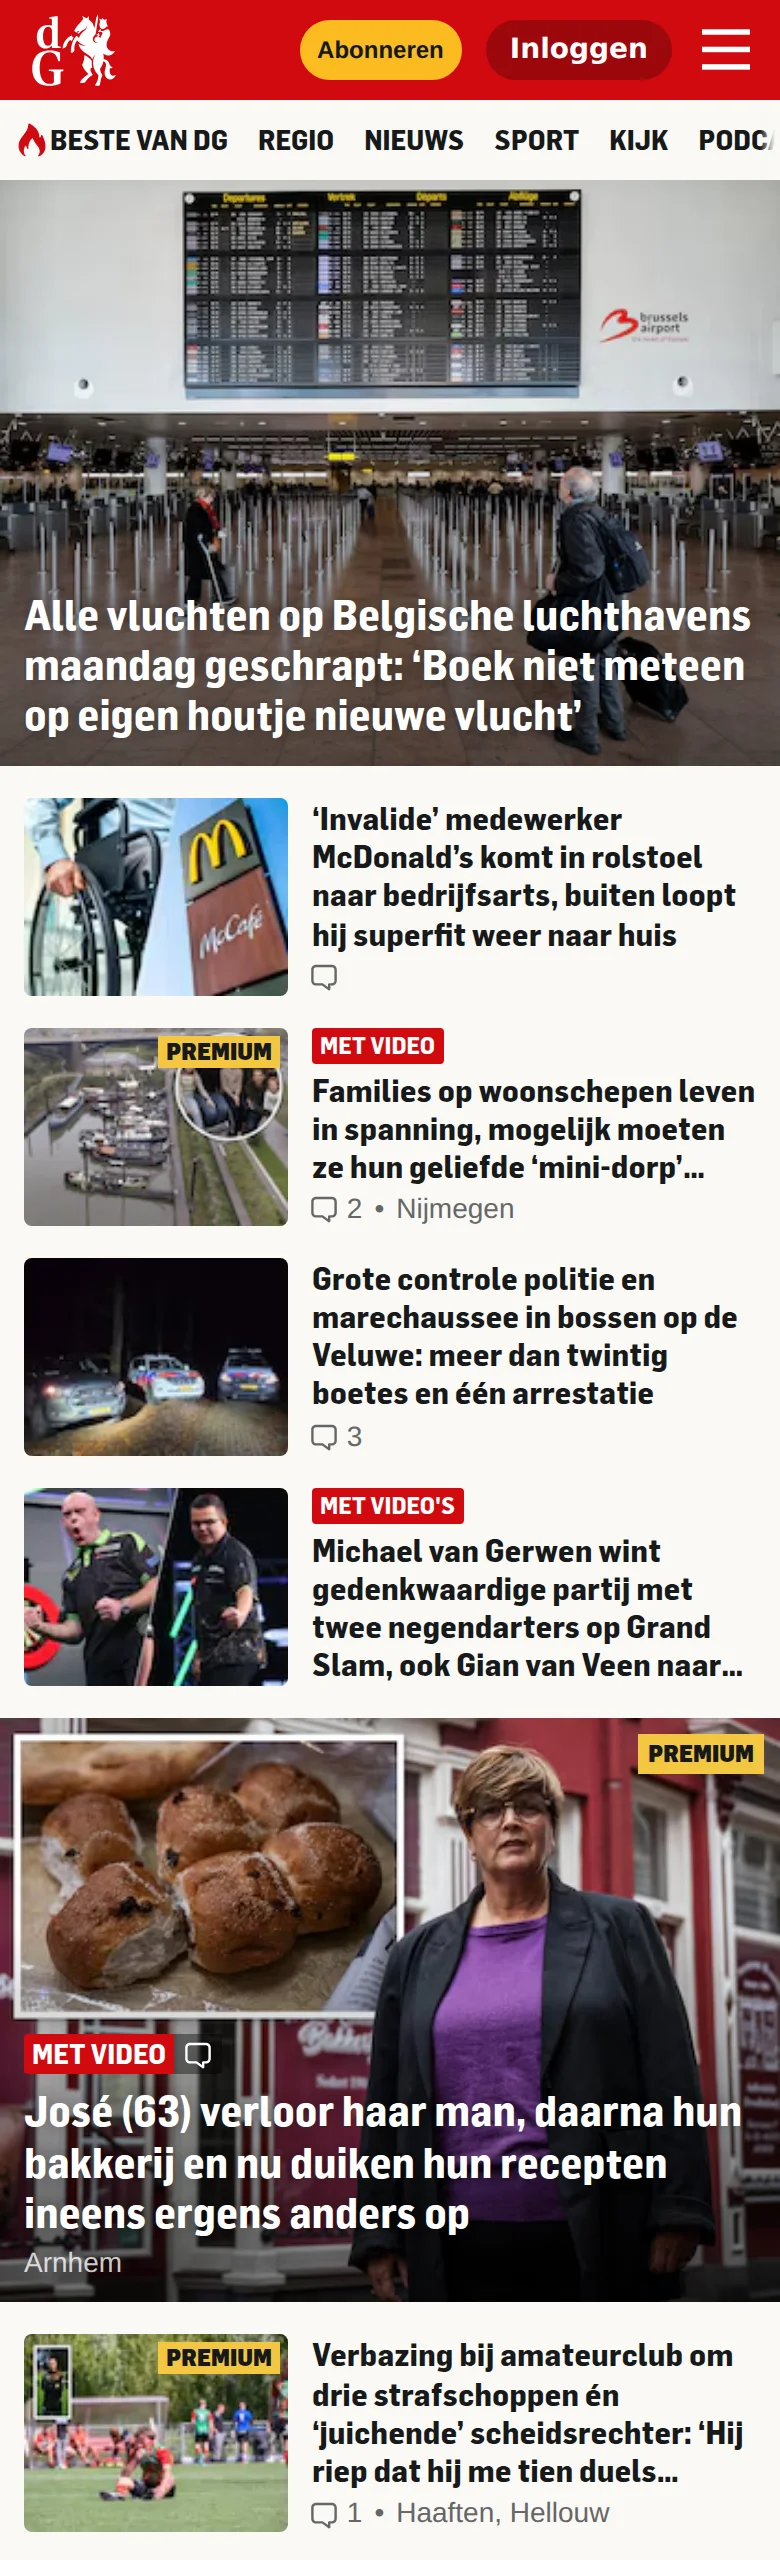 dG
Abonneren
Inloggen
BESTE VAN DG REGIO NIEUWS SPORT KIJK PODCA
Departures Vertrek Départs Abflüge
brussels
airport
Alle vluchten op Belgische luchthavens
maandag geschrapt: ‘Boek niet meteen
op eigen houtje nieuwe vlucht’
McCafé
‘Invalide’ medewerker
McDonald’s komt in rolstoel
naar bedrijfsarts, buiten loopt
hij superfit weer naar huis
PREMIUM
MET VIDEO
Families op woonschepen leven
in spanning, mogelijk moeten
ze hun geliefde ‘mini-dorp’...
2 • Nijmegen
Grote controle politie en
marechaussee in bossen op de
Veluwe: meer dan twintig
boetes en één arrestatie
3
MET VIDEO'S
Michael van Gerwen wint
gedenkwaardige partij met
twee negendarters op Grand
Slam, ook Gian van Veen naar...
PREMIUM
MET VIDEO
José (63) verloor haar man, daarna hun
bakkerij en nu duiken hun recepten
ineens ergens anders op
Arnhem
PREMIUM
Verbazing bij amateurclub om
drie strafschoppen én
‘juichende’ scheidsrechter: ‘Hij
riep dat hij me tien duels...
1 • Haaften, Hellouw